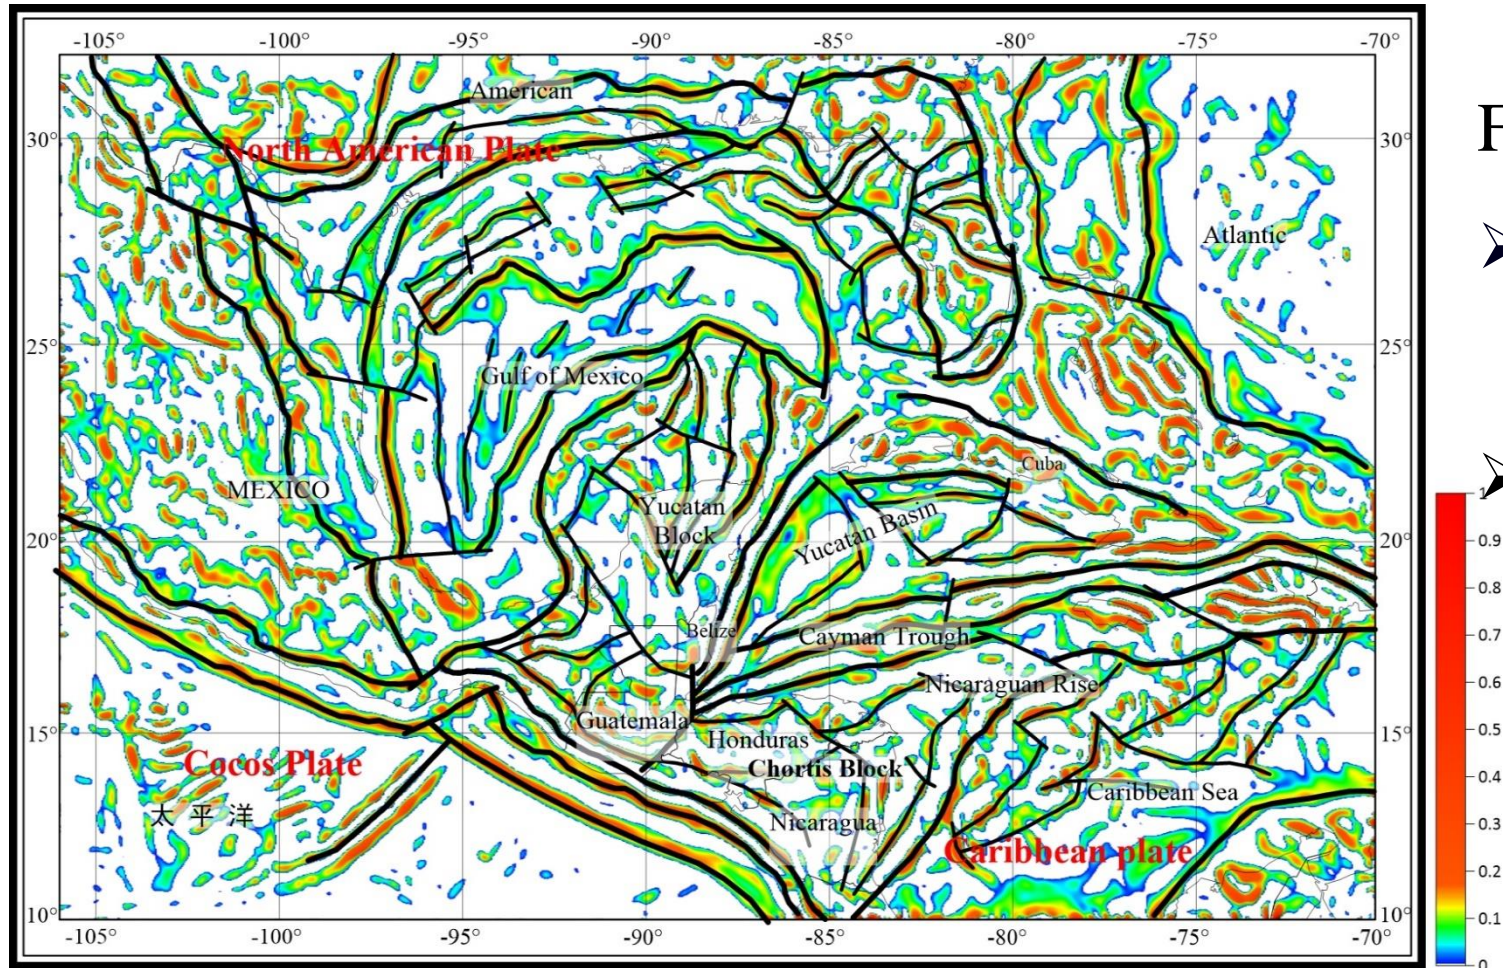 -105° -100° -95° -90° -85° -80° -75° -70°
American
30° North American Plate 30°
F
➢
Atlantic
25° 25°
Gulf of Mexico
➢
MEXICO
Cuba
Yucatan
Block
Yucatan Basin
20° 20°
Belize
Cayman Trough
Nicaraguan Rise
Guatemala
15° 15°
Honduras
Cocos Plate
Chortis Block
Caribbean Sea
太 平 洋
Nicaragua
Caribbean plate
10° 10°
-105° -100° -95° -90° -85° -80° -75° -70°
1
0.9
0.8
0.7
0.6
0.5
0.4
0.3
0.2
0.1
0